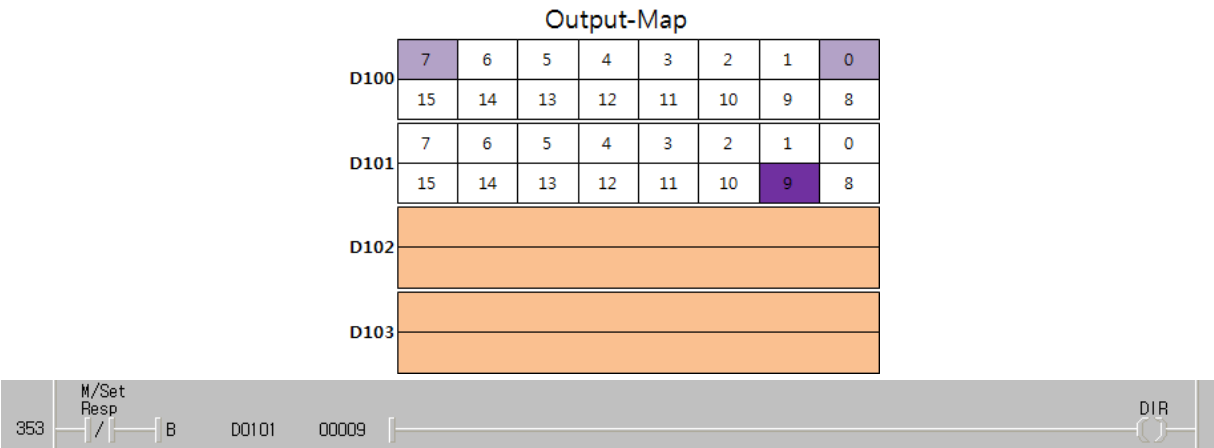 Output-Map
D100
7 6 5 4 3 2 1 0
15 14 13 12 11 10 9 8
D101
7 6 5 4 3 2 1 0
15 14 13 12 11 10 9 8
D102
D103
M/Set
Resp
DIR
353 / B D0101 00009